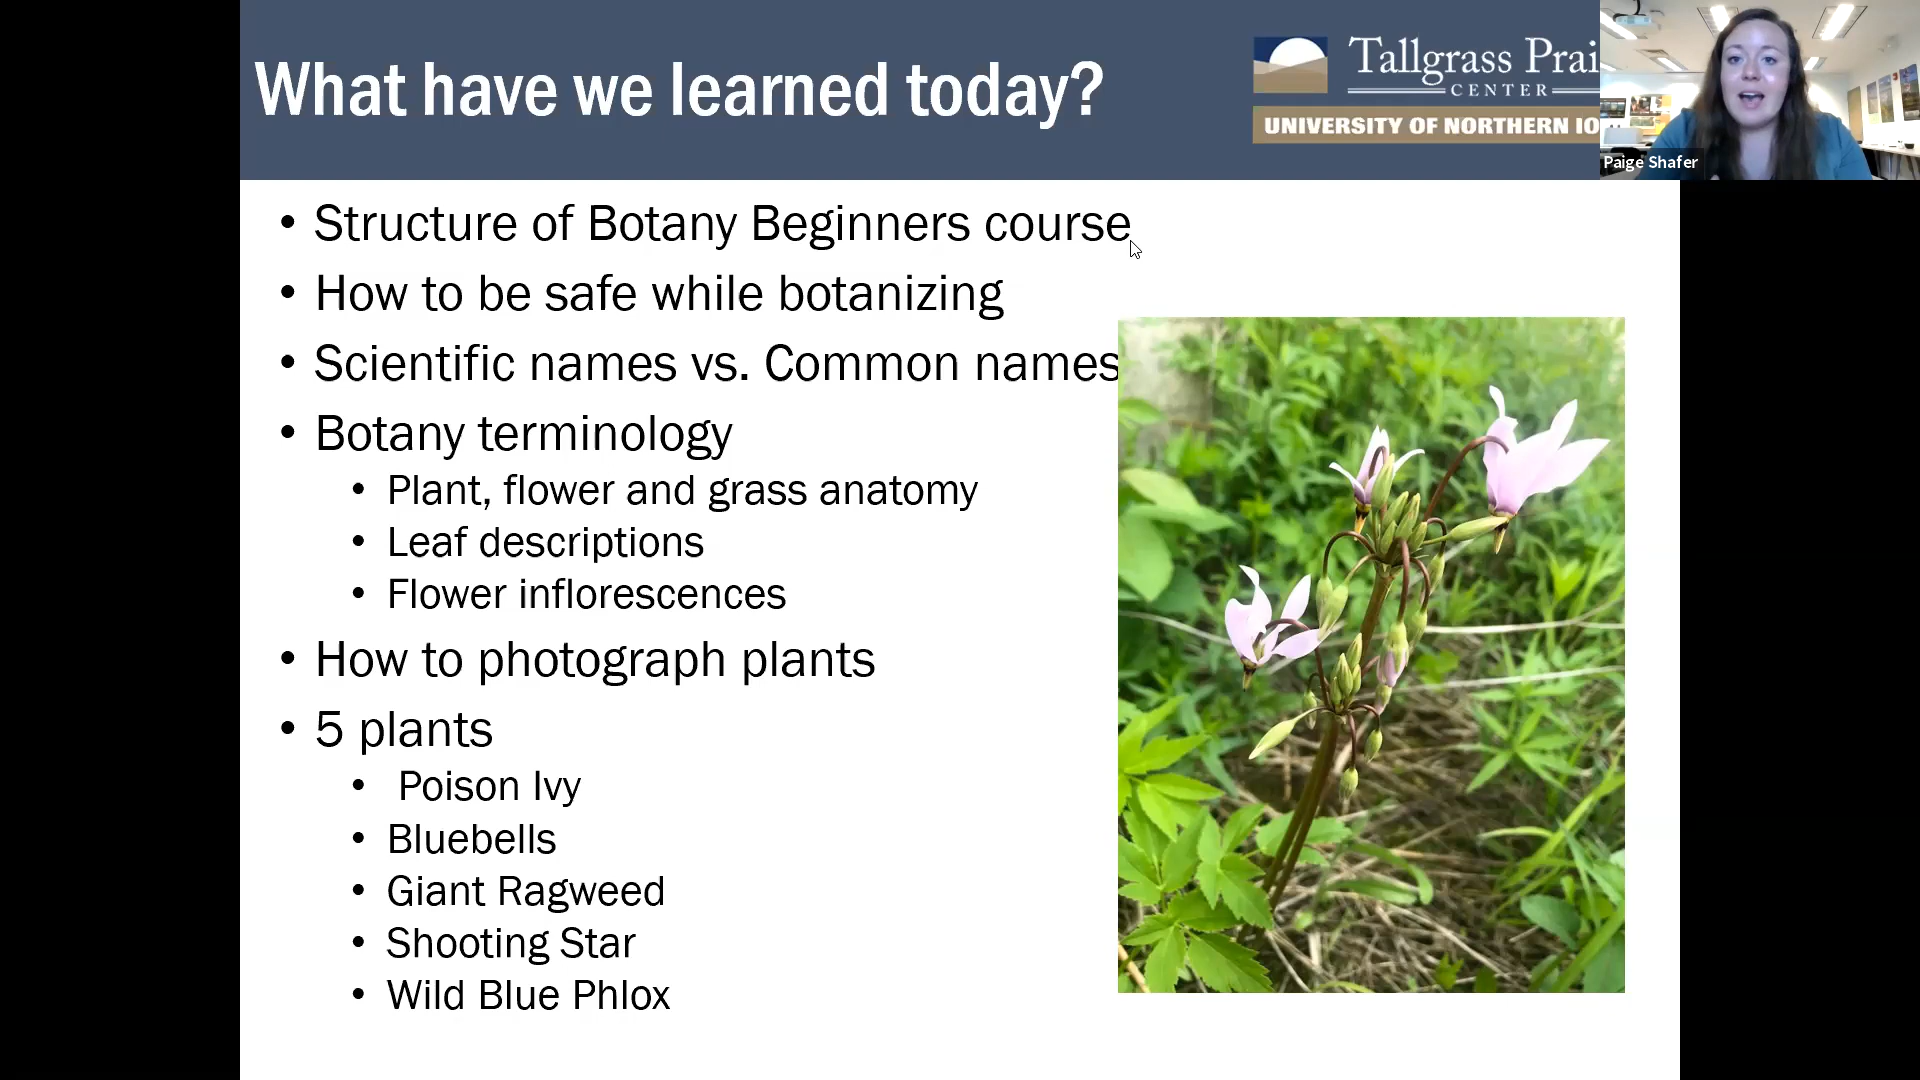 What have we learned today?
Tallgrass Prai
CENTER
UNIVERSITY OF NORTHERN IO
Paige Shafer
• Structure of Botany Beginners course
• How to be safe while botanizing
• Scientific names vs. Common names
• Botany terminology
• Plant, flower and grass anatomy
• Leaf descriptions
• Flower inflorescences
• How to photograph plants
• 5 plants
• Poison Ivy
• Bluebells
• Giant Ragweed
• Shooting Star
• Wild Blue Phlox